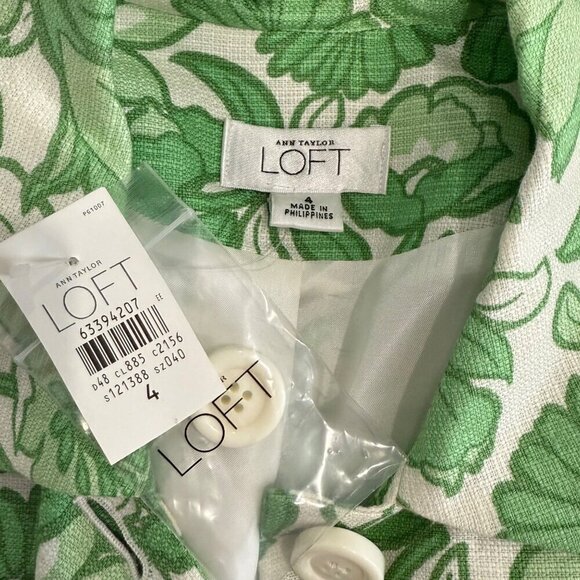 ANN TAYLOR
LOFT
4
MADE IN
PHILIPPINES
P61007
ANN TAYLOR
LOFT
63394207
EE
D48 CL885 C2156
S121388 SZ040
4
LOFT